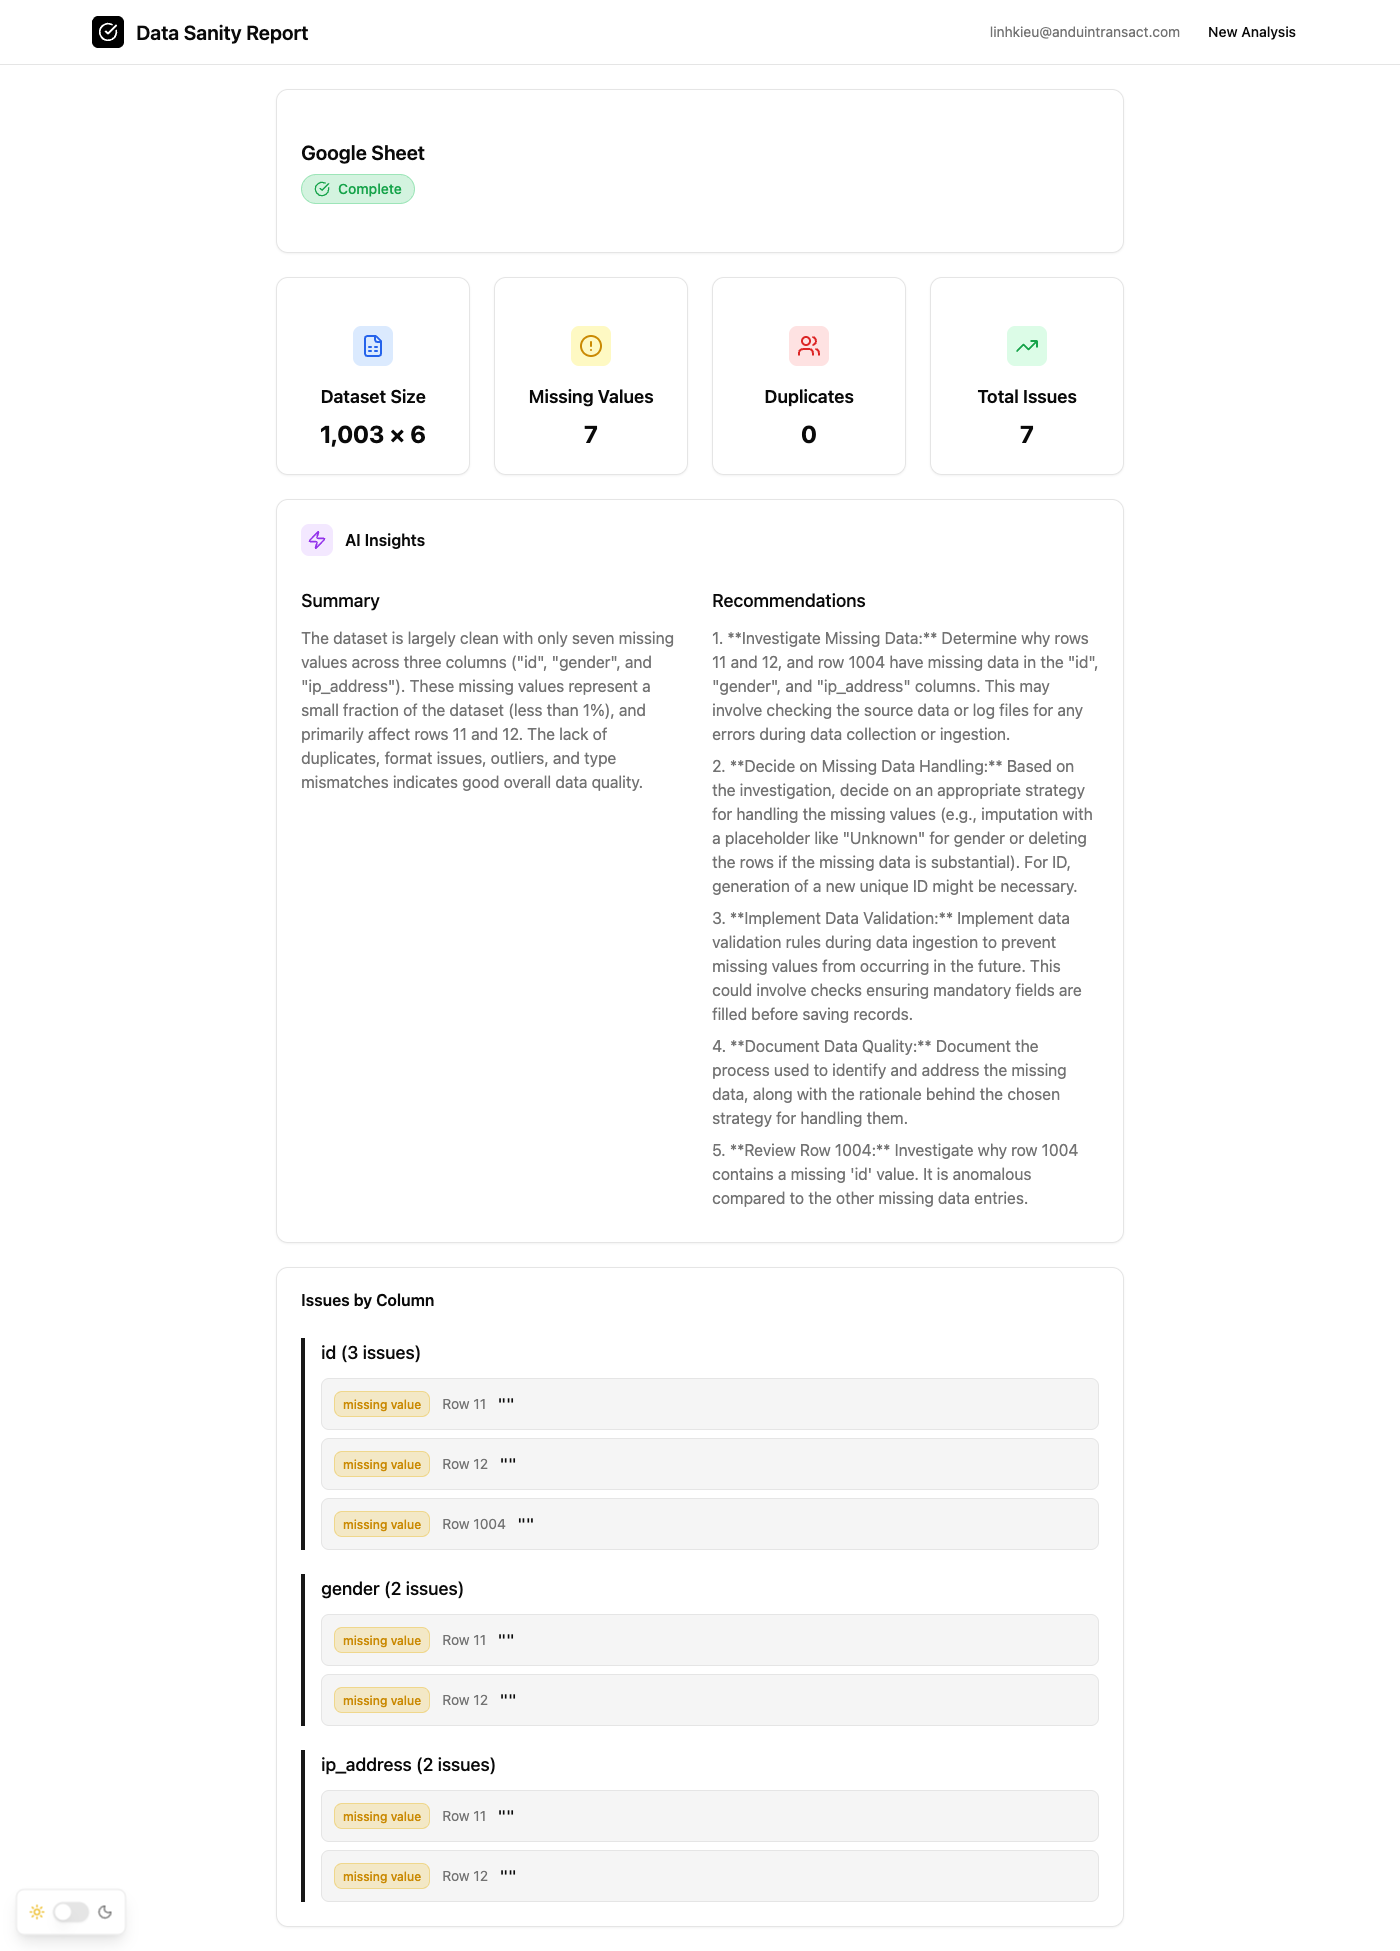 Data Sanity Report
linhkieu@anduintransact.com
New Analysis
Google Sheet
Complete
Dataset Size
1,003 × 6
Missing Values
7
Duplicates
0
Total Issues
7
AI Insights
Summary
The dataset is largely clean with only seven missing
values across three columns ("id", "gender", and
"ip_address"). These missing values represent a
small fraction of the dataset (less than 1%), and
primarily affect rows 11 and 12. The lack of
duplicates, format issues, outliers, and type
mismatches indicates good overall data quality.
Recommendations
1. **Investigate Missing Data:** Determine why rows
11 and 12, and row 1004 have missing data in the "id",
"gender", and "ip_address" columns. This may
involve checking the source data or log files for any
errors during data collection or ingestion.
2. **Decide on Missing Data Handling:** Based on
the investigation, decide on an appropriate strategy
for handling the missing values (e.g., imputation with
a placeholder like "Unknown" for gender or deleting
the rows if the missing data is substantial). For ID,
generation of a new unique ID might be necessary.
3. **Implement Data Validation:** Implement data
validation rules during data ingestion to prevent
missing values from occurring in the future. This
could involve checks ensuring mandatory fields are
filled before saving records.
4. **Document Data Quality:** Document the
process used to identify and address the missing
data, along with the rationale behind the chosen
strategy for handling them.
5. **Review Row 1004:** Investigate why row 1004
contains a missing 'id' value. It is anomalous
compared to the other missing data entries.
Issues by Column
id (3 issues)
missing value Row 11 ""
missing value Row 12 ""
missing value Row 1004 ""
gender (2 issues)
missing value Row 11 ""
missing value Row 12 ""
ip_address (2 issues)
missing value Row 11 ""
missing value Row 12 ""